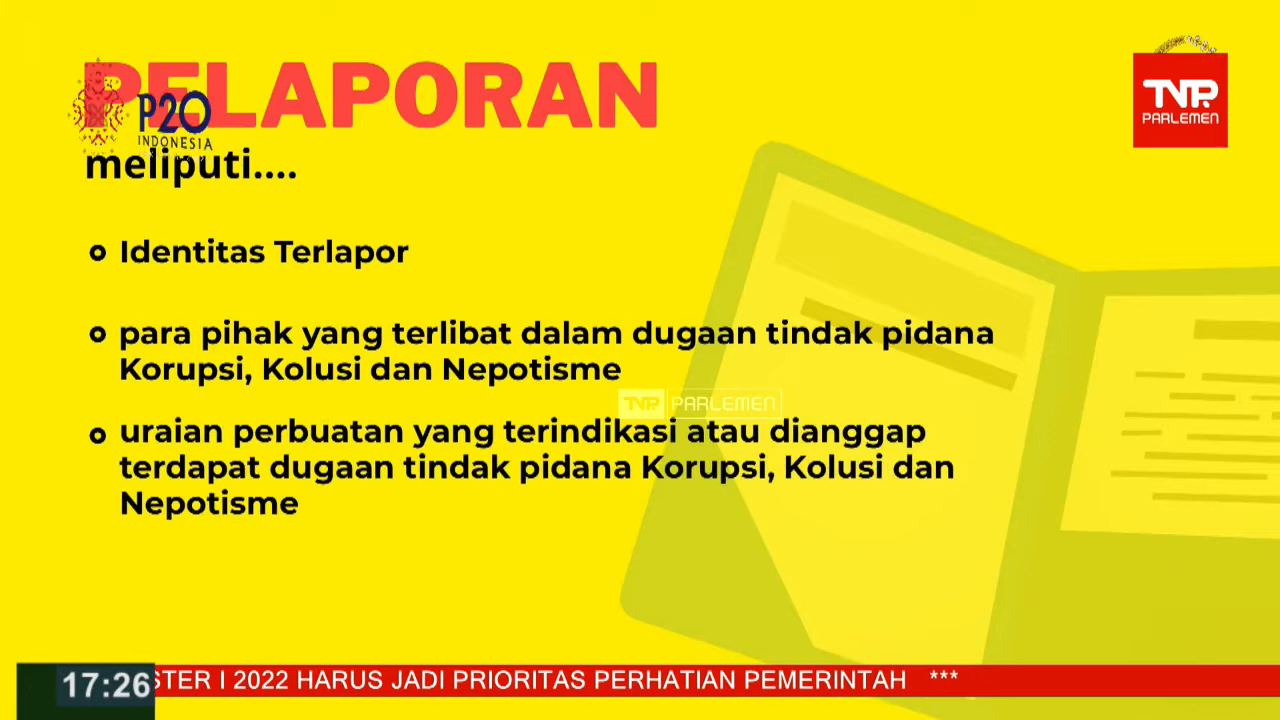 PELAPORAN
P20
INDONESIA
meliputi....
TVP.
PARLEMEN
Identitas Terlapor
para pihak yang terlibat dalam dugaan tindak pidana
Korupsi, Kolusi dan Nepotisme
TVP. PARLEMEN
uraian perbuatan yang terindikasi atau dianggap
terdapat dugaan tindak pidana Korupsi, Kolusi dan
Nepotisme
17:26 STER I 2022 HARUS JADI PRIORITAS PERHATIAN PEMERINTAH ***